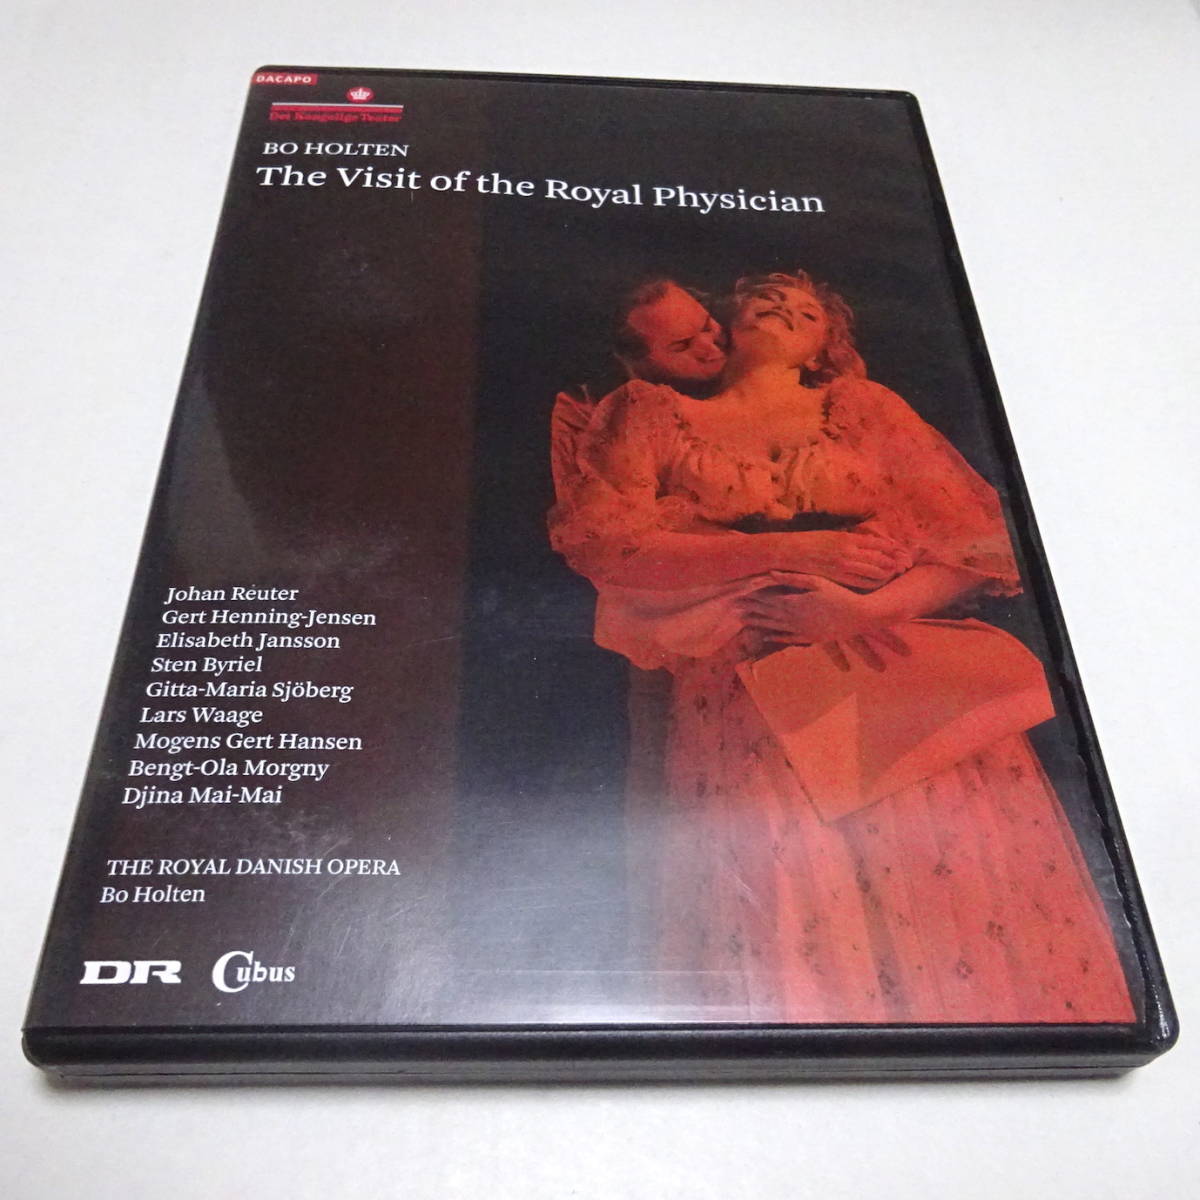 DACAPO
Det Kongelige Teater
BO HOLTEN
The Visit of the Royal Physician
Johan Reuter
Gert Henning-Jensen
Elisabeth Jansson
Sten Byriel
Gitta-Maria Sjöberg
Lars Waage
Mogens Gert Hansen
Bengt-Ola Morgny
Djina Mai-Mai
THE ROYAL DANISH OPERA
Bo Holten
DR Cubus